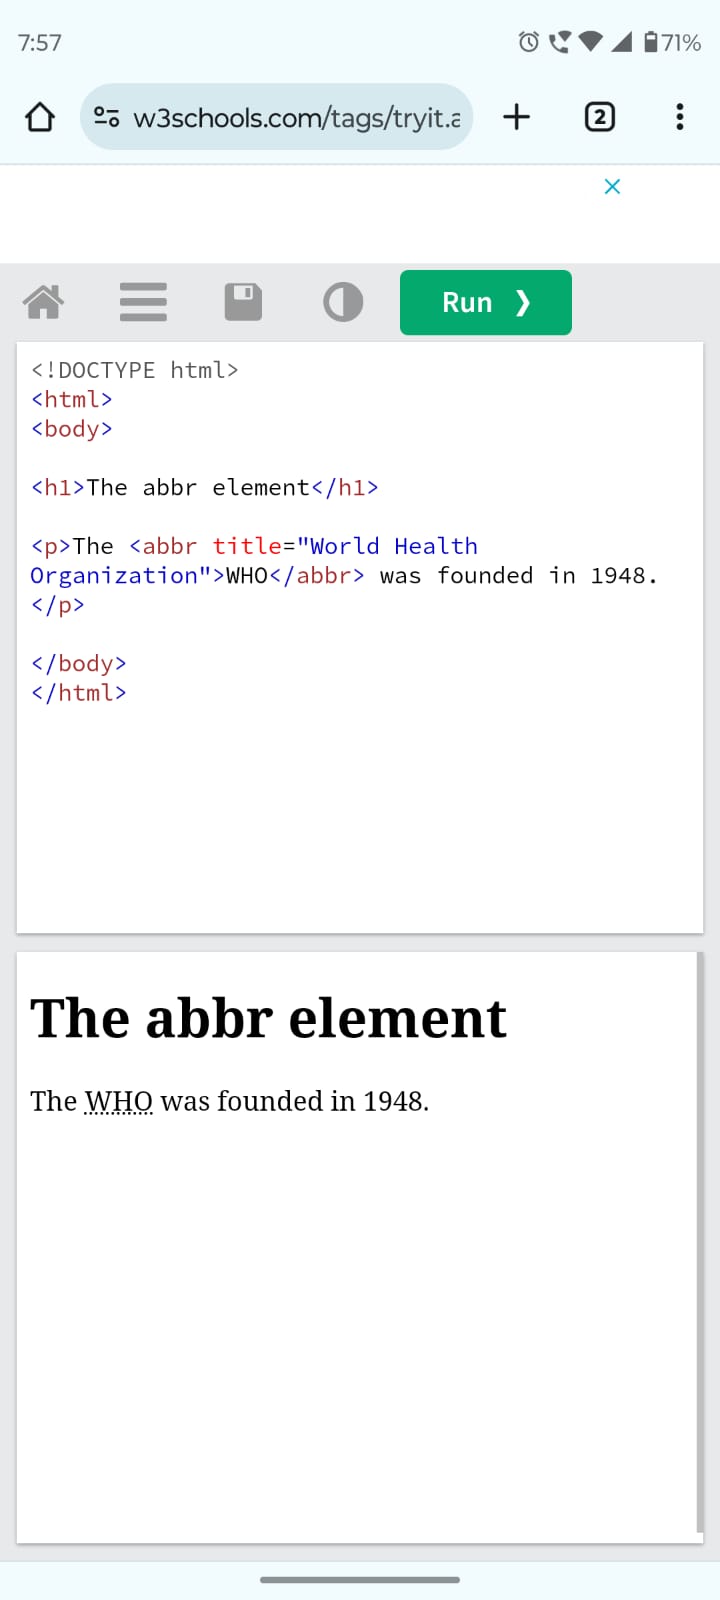 7:57
71%
w3schools.com/tags/tryit.a
2
Run ❯
<!DOCTYPE html>
<html>
<body>
<h1>The abbr element</h1>
<p>The <abbr title="World Health
Organization">WHO</abbr> was founded in 1948.
</p>
</body>
</html>
The abbr element
The WHO was founded in 1948.